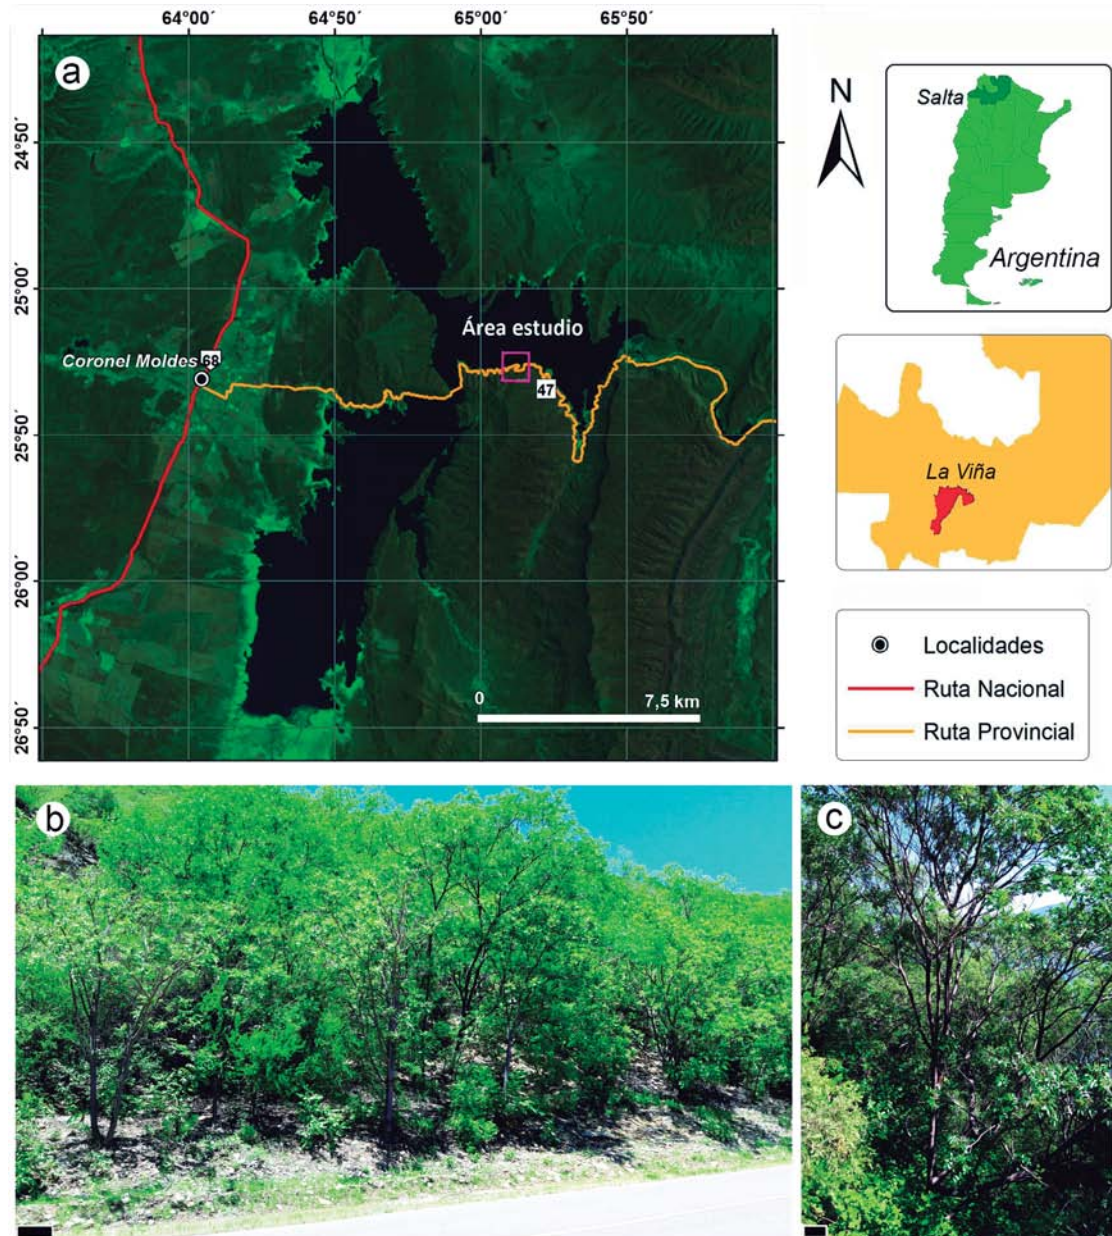 64°00´ 64°50´ 65°00´ 65°50´
a
24°50´
25°00´
25°50´
26°00´
26°50´
Coronel Moldes
68
Área estudio
47
0 7,5 km
N
Salta
Argentina
La Viña
Localidades
Ruta Nacional
Ruta Provincial
b
c